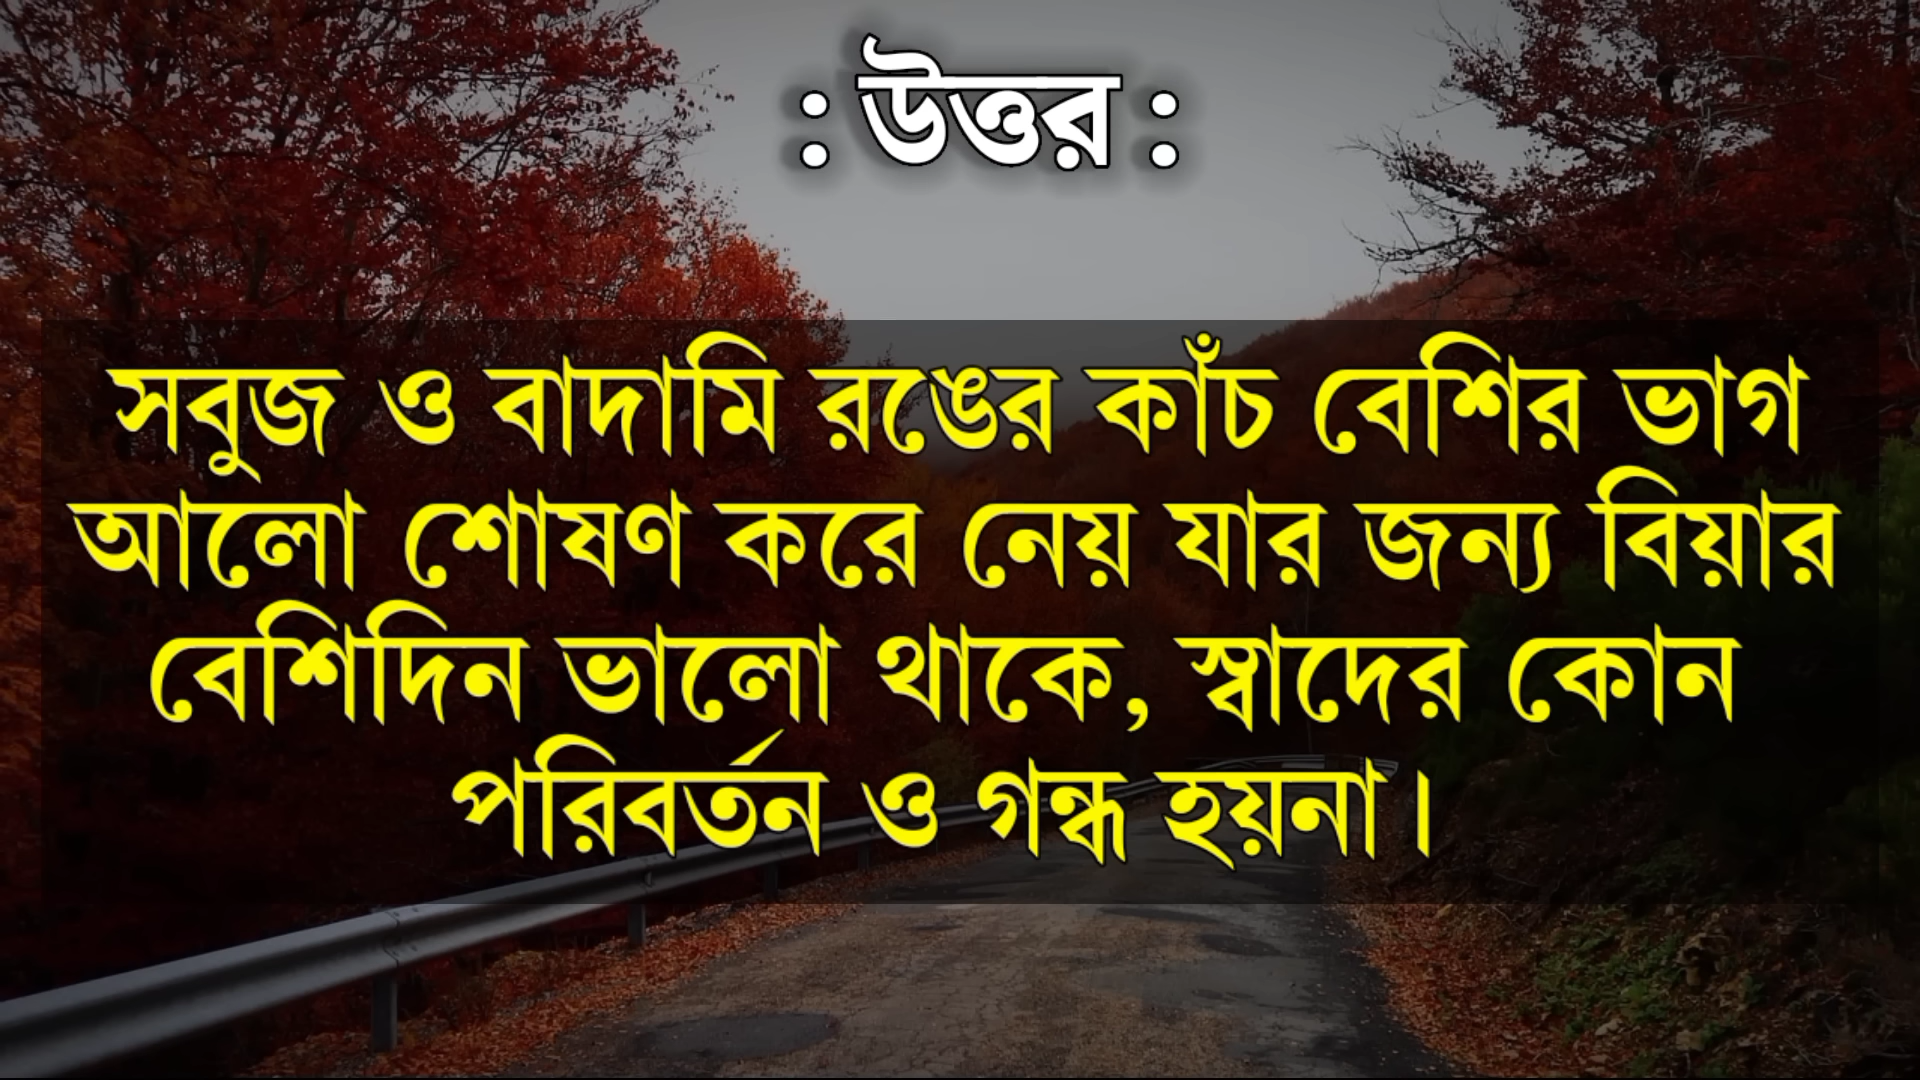 : উত্তর :
সবুজ ও বাদামি রঙের কাঁচ বেশির ভাগ
আলো শোষণ করে নেয় যার জন্য বিয়ার
বেশিদিন ভালো থাকে, স্বাদের কোন
পরিবর্তন ও গন্ধ হয়না।